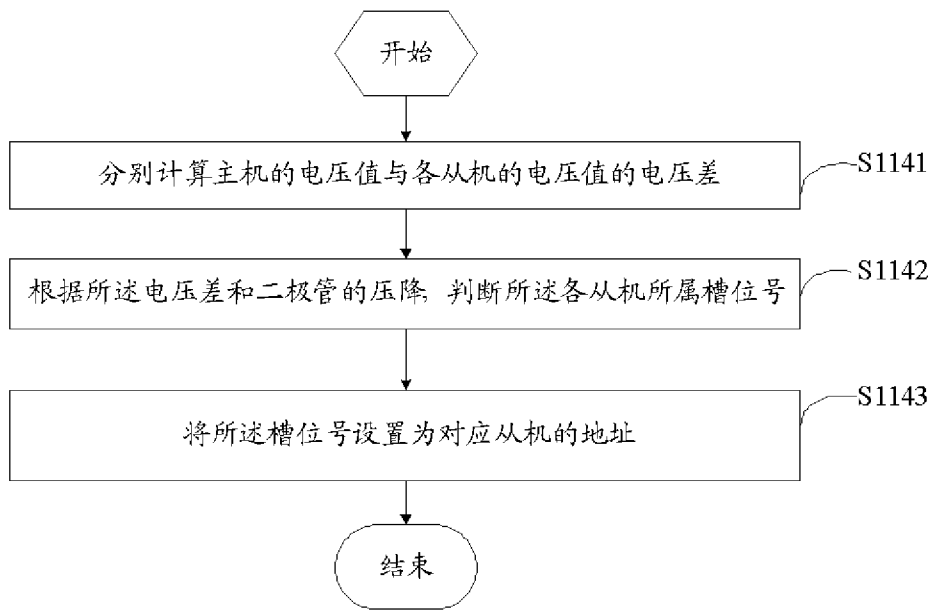 开始
分别计算主机的电压值与各从机的电压值的电压差
S1141
根据所述电压差和二极管的压降,判断所述各从机所属槽位号
S1142
将所述槽位号设置为对应从机的地址
S1143
结束